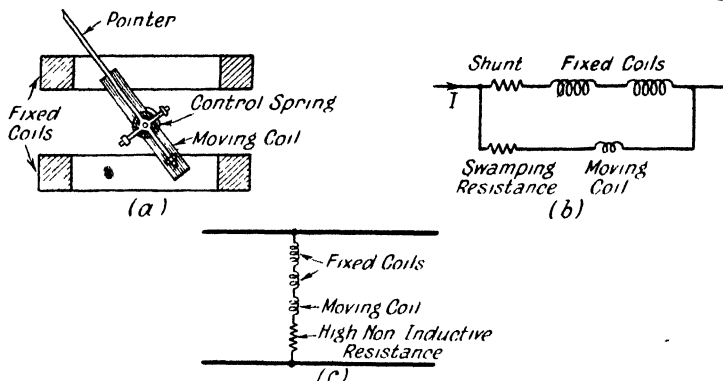 Pointer
Fixed
Coils
Control Spring
Moving Coil
(a)
Shunt
Fixed Coils
I
Swamping
Resistance
Moving
Coil
(b)
Fixed Coils
Moving Coil
High Non Inductive
Resistance
(c)